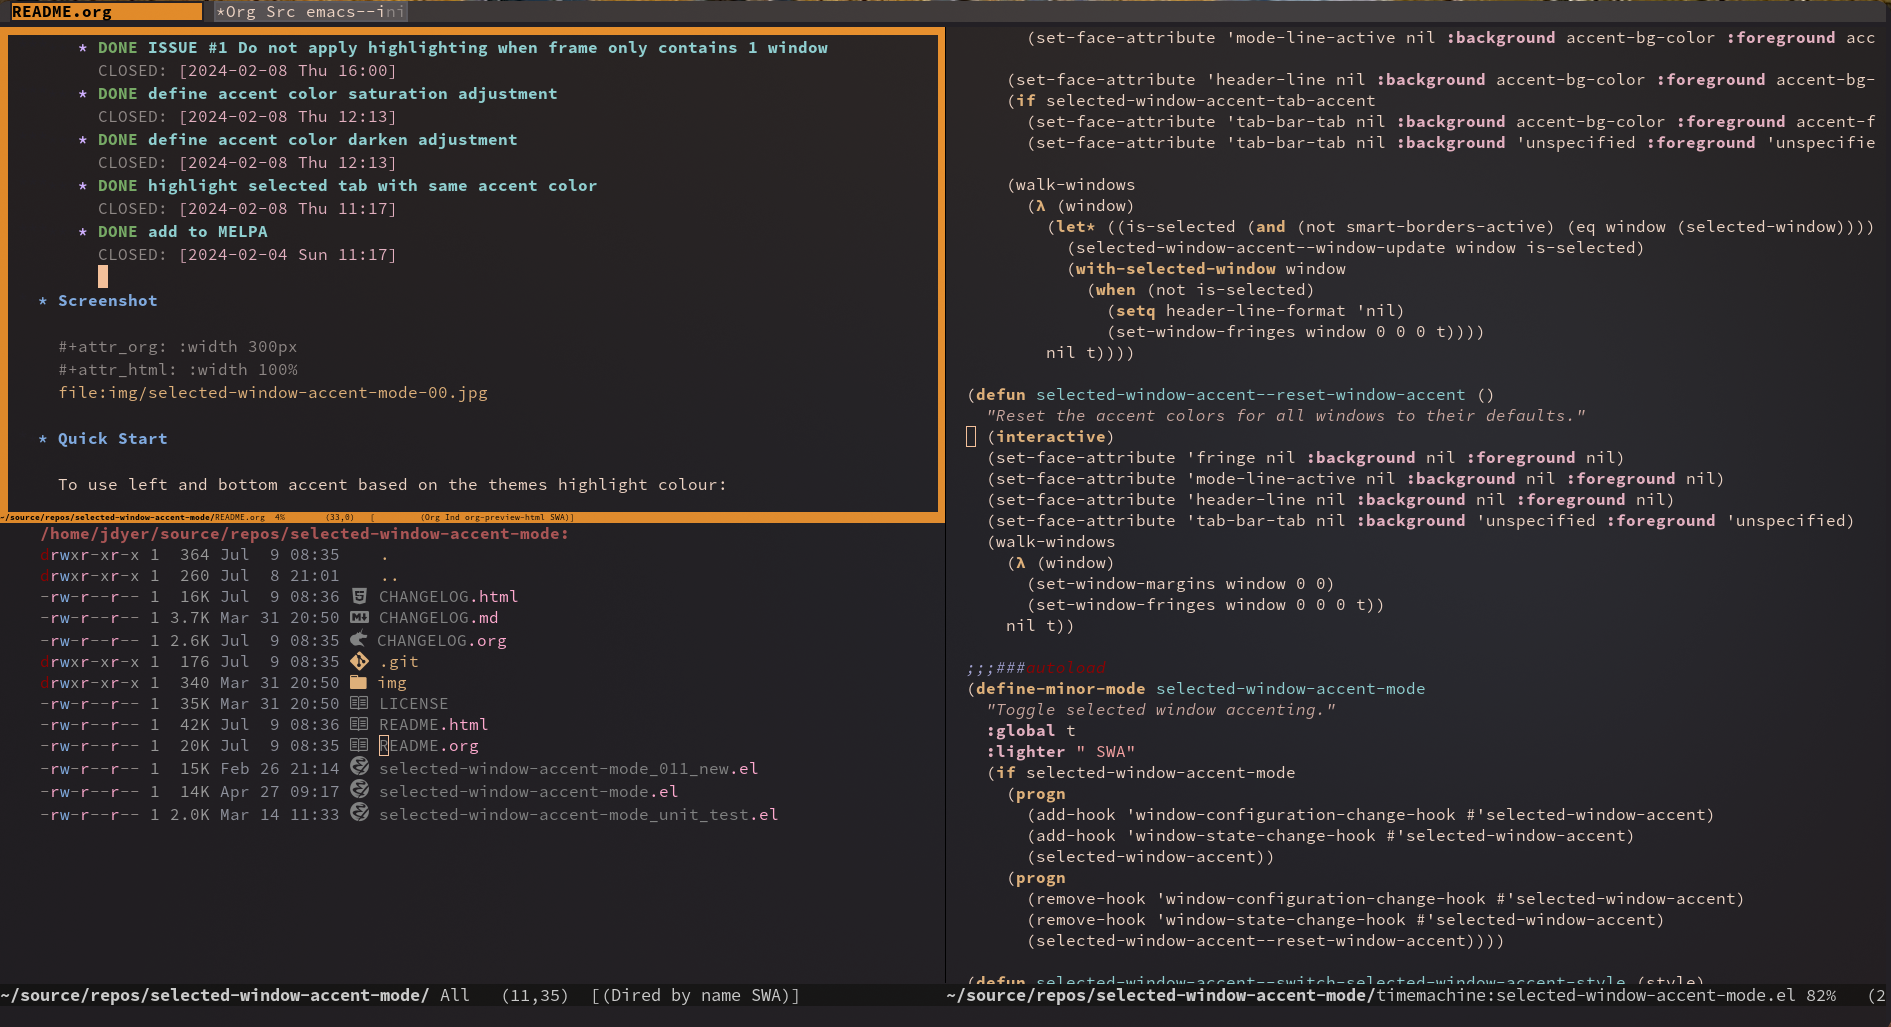 README.org *Org Src emacs--ini
* DONE ISSUE #1 Do not apply highlighting when frame only contains 1 window
CLOSED: [2024-02-08 Thu 16:00]
* DONE define accent color saturation adjustment
CLOSED: [2024-02-08 Thu 12:13]
* DONE define accent color darken adjustment
CLOSED: [2024-02-08 Thu 12:13]
* DONE highlight selected tab with same accent color
CLOSED: [2024-02-08 Thu 11:17]
* DONE add to MELPA
CLOSED: [2024-02-04 Sun 11:17]
* Screenshot
#+attr_org: :width 300px
#+attr_html: :width 100%
file:img/selected-window-accent-mode-00.jpg
* Quick Start
To use left and bottom accent based on the themes highlight colour:
~/source/repos/selected-window-accent-mode/README.org 4% (33,0) [ (Org Ind org-preview-html SWA)]
/home/jdyer/source/repos/selected-window-accent-mode:
drwxr-xr-x 1 364 Jul 9 08:35 .
drwxr-xr-x 1 260 Jul 8 21:01 ..
-rw-r--r-- 1 16K Jul 9 08:36 CHANGELOG.html
-rw-r--r-- 1 3.7K Mar 31 20:50 CHANGELOG.md
-rw-r--r-- 1 2.6K Jul 9 08:35 CHANGELOG.org
drwxr-xr-x 1 176 Jul 9 08:35 .git
drwxr-xr-x 1 340 Mar 31 20:50 img
-rw-r--r-- 1 35K Mar 31 20:50 LICENSE
-rw-r--r-- 1 42K Jul 9 08:36 README.html
-rw-r--r-- 1 20K Jul 9 08:35 README.org
-rw-r--r-- 1 15K Feb 26 21:14 selected-window-accent-mode_011_new.el
-rw-r--r-- 1 14K Apr 27 09:17 selected-window-accent-mode.el
-rw-r--r-- 1 2.0K Mar 14 11:33 selected-window-accent-mode_unit_test.el
~/source/repos/selected-window-accent-mode/ All (11,35) [(Dired by name SWA)]
(set-face-attribute 'mode-line-active nil :background accent-bg-color :foreground acc
(set-face-attribute 'header-line nil :background accent-bg-color :foreground accent-bg-
(if selected-window-accent-tab-accent
(set-face-attribute 'tab-bar-tab nil :background accent-bg-color :foreground accent-f
(set-face-attribute 'tab-bar-tab nil :background 'unspecified :foreground 'unspecifie
(walk-windows
(λ (window)
(let* ((is-selected (and (not smart-borders-active) (eq window (selected-window))))
(selected-window-accent--window-update window is-selected)
(with-selected-window window
(when (not is-selected)
(setq header-line-format 'nil)
(set-window-fringes window 0 0 0 t))))
nil t))))
(defun selected-window-accent--reset-window-accent ()
"Reset the accent colors for all windows to their defaults."
(interactive)
(set-face-attribute 'fringe nil :background nil :foreground nil)
(set-face-attribute 'mode-line-active nil :background nil :foreground nil)
(set-face-attribute 'header-line nil :background nil :foreground nil)
(set-face-attribute 'tab-bar-tab nil :background 'unspecified :foreground 'unspecified)
(walk-windows
(λ (window)
(set-window-margins window 0 0)
(set-window-fringes window 0 0 0 t))
nil t))
;;;###autoload
(define-minor-mode selected-window-accent-mode
"Toggle selected window accenting."
:global t
:lighter " SWA"
(if selected-window-accent-mode
(progn
(add-hook 'window-configuration-change-hook #'selected-window-accent)
(add-hook 'window-state-change-hook #'selected-window-accent)
(selected-window-accent))
(progn
(remove-hook 'window-configuration-change-hook #'selected-window-accent)
(remove-hook 'window-state-change-hook #'selected-window-accent)
(selected-window-accent--reset-window-accent))))
(defun selected-window-accent--switch-selected-window-accent-style (style)
~/source/repos/selected-window-accent-mode/timemachine:selected-window-accent-mode.el 82% (2